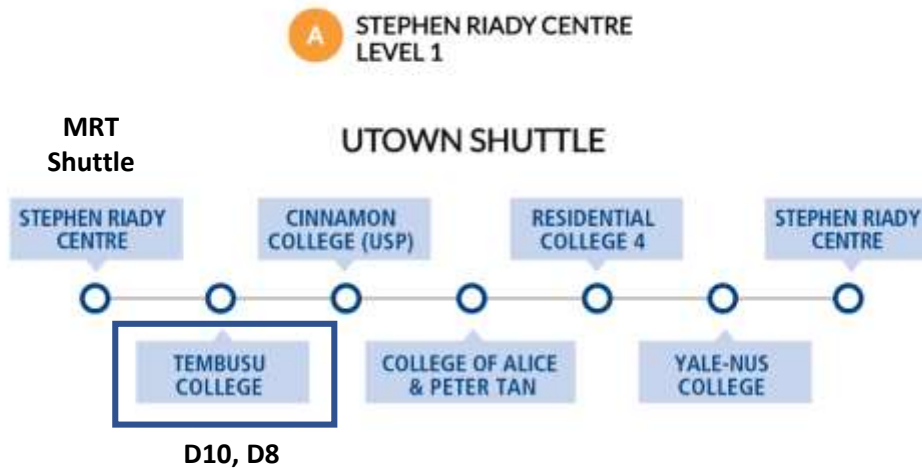 A
STEPHEN RIADY CENTRE
LEVEL 1
MRT
Shuttle
UTOWN SHUTTLE
STEPHEN RIADY
CENTRE
CINNAMON
COLLEGE (USP)
RESIDENTIAL
COLLEGE 4
STEPHEN RIADY
CENTRE
TEMBUSU
COLLEGE
COLLEGE OF ALICE
& PETER TAN
YALE-NUS
COLLEGE
D10, D8